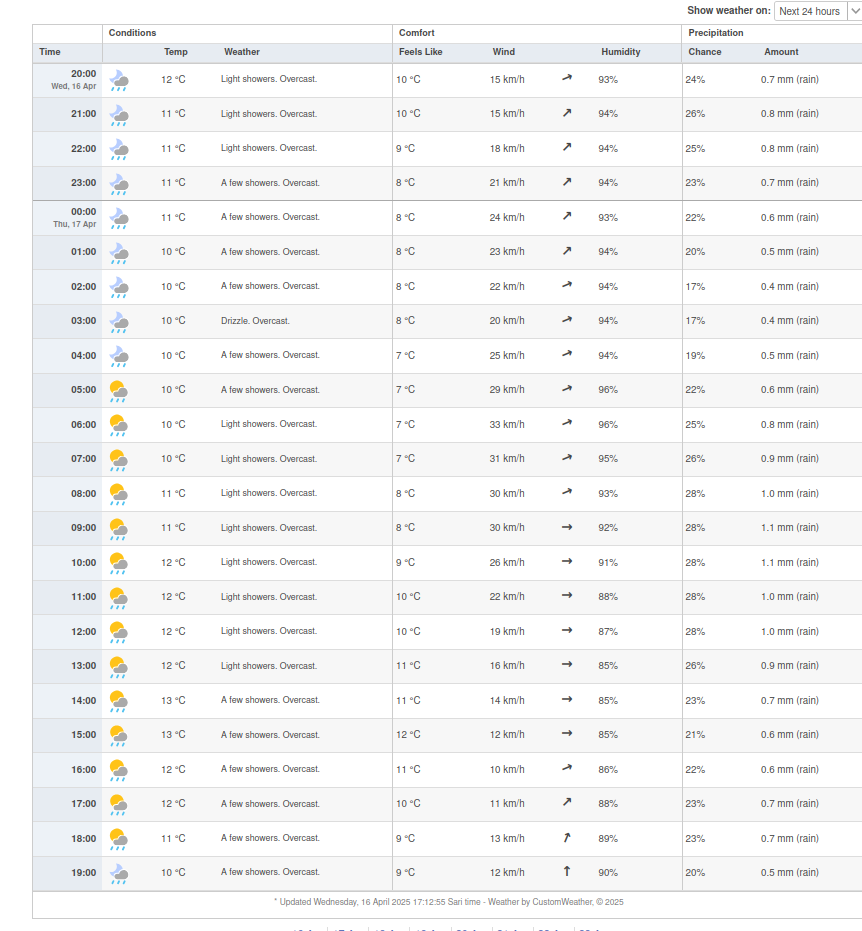 Show weather on: Next 24 hours
Conditions Comfort Precipitation
Time Temp Weather Feels Like Wind Humidity Chance Amount
20:00 12 °C Light showers. Overcast. 10 °C 15 km/h 93% 24% 0.7 mm (rain)
Wed, 16 Apr
21:00 11 °C Light showers. Overcast. 10 °C 15 km/h 94% 26% 0.8 mm (rain)
22:00 11 °C Light showers. Overcast. 9 °C 18 km/h 94% 25% 0.8 mm (rain)
23:00 11 °C A few showers. Overcast. 8 °C 21 km/h 94% 23% 0.7 mm (rain)
00:00 11 °C A few showers. Overcast. 8 °C 24 km/h 93% 22% 0.6 mm (rain)
Thu, 17 Apr
01:00 10 °C A few showers. Overcast. 8 °C 23 km/h 94% 20% 0.5 mm (rain)
02:00 10 °C A few showers. Overcast. 8 °C 22 km/h 94% 17% 0.4 mm (rain)
03:00 10 °C Drizzle. Overcast. 8 °C 20 km/h 94% 17% 0.4 mm (rain)
04:00 10 °C A few showers. Overcast. 7 °C 25 km/h 94% 19% 0.5 mm (rain)
05:00 10 °C A few showers. Overcast. 7 °C 29 km/h 96% 22% 0.6 mm (rain)
06:00 10 °C Light showers. Overcast. 7 °C 33 km/h 96% 25% 0.8 mm (rain)
07:00 10 °C Light showers. Overcast. 7 °C 31 km/h 95% 26% 0.9 mm (rain)
08:00 11 °C Light showers. Overcast. 8 °C 30 km/h 93% 28% 1.0 mm (rain)
09:00 11 °C Light showers. Overcast. 8 °C 30 km/h 92% 28% 1.1 mm (rain)
10:00 12 °C Light showers. Overcast. 9 °C 26 km/h 91% 28% 1.1 mm (rain)
11:00 12 °C Light showers. Overcast. 10 °C 22 km/h 88% 28% 1.0 mm (rain)
12:00 12 °C Light showers. Overcast. 10 °C 19 km/h 87% 28% 1.0 mm (rain)
13:00 12 °C Light showers. Overcast. 11 °C 16 km/h 85% 26% 0.9 mm (rain)
14:00 13 °C A few showers. Overcast. 11 °C 14 km/h 85% 23% 0.7 mm (rain)
15:00 13 °C A few showers. Overcast. 12 °C 12 km/h 85% 21% 0.6 mm (rain)
16:00 12 °C A few showers. Overcast. 11 °C 10 km/h 86% 22% 0.6 mm (rain)
17:00 12 °C A few showers. Overcast. 10 °C 11 km/h 88% 23% 0.7 mm (rain)
18:00 11 °C A few showers. Overcast. 9 °C 13 km/h 89% 23% 0.7 mm (rain)
19:00 10 °C A few showers. Overcast. 9 °C 12 km/h 90% 20% 0.5 mm (rain)
* Updated Wednesday, 16 April 2025 17:12:55 Sari time - Weather by CustomWeather, © 2025